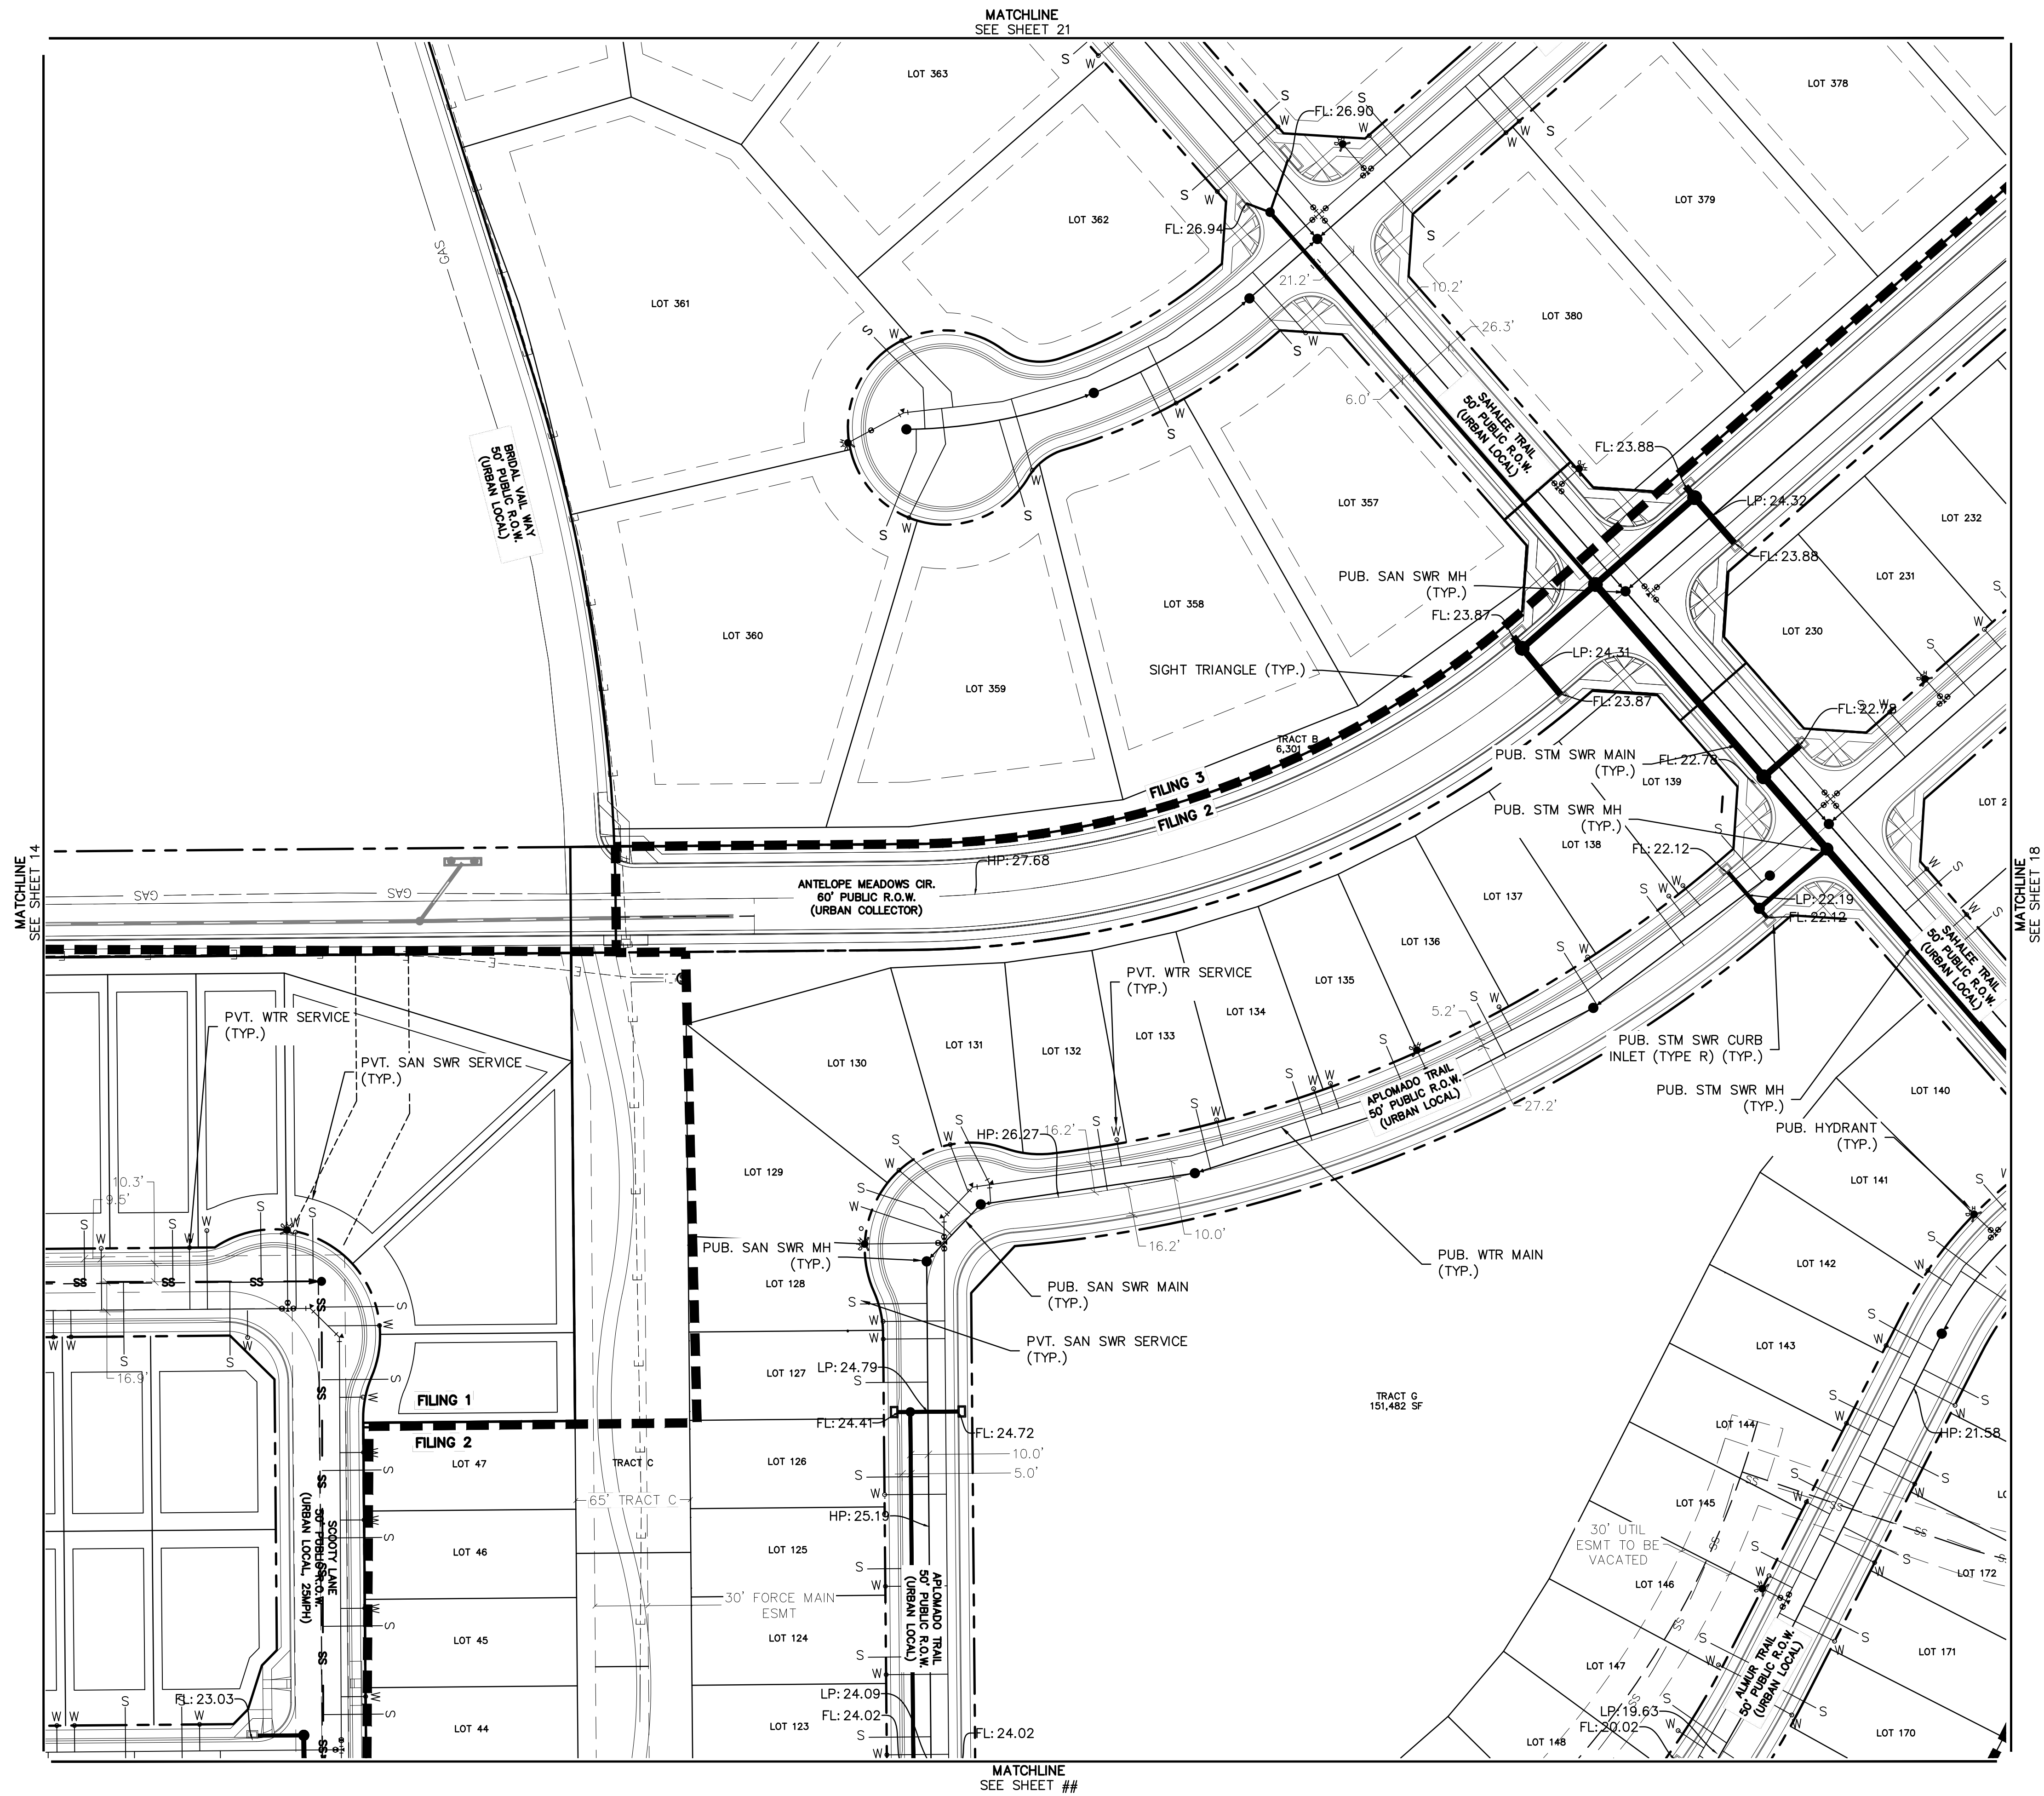 MATCHLINE
SEE SHEET 21
MATCHLINE
SEE SHEET 14
MATCHLINE
SEE SHEET 18
MATCHLINE
SEE SHEET ##
LOT 363
LOT 362
LOT 361
LOT 378
LOT 379
LOT 380
FL: 26.90
FL: 26.94
21.2'
10.2'
26.3'
6.0'
GAS
BRIDAL VAIL WAY
50' PUBLIC R.O.W.
(URBAN LOCAL)
SAHALEE TRAIL
50' PUBLIC R.O.W.
(URBAN LOCAL)
FL: 23.88
LP: 24.32
FL: 23.88
LOT 357
LOT 358
LOT 359
LOT 360
LOT 232
LOT 231
LOT 230
PUB. SAN SWR MH
(TYP.)
FL: 23.87
LP: 24.31
FL: 23.87
SIGHT TRIANGLE (TYP.)
TRACT B
6,301
FILING 3
FILING 2
FL: 22.78
PUB. STM SWR MAIN
(TYP.)
FL: 22.78
LOT 139
PUB. STM SWR MH
(TYP.)
LOT 138
FL: 22.12
LP: 22.19
FL: 22.12
HP: 27.68
ANTELOPE MEADOWS CIR.
60' PUBLIC R.O.W.
(URBAN COLLECTOR)
GAS
GAS
LOT 137
LOT 136
LOT 135
LOT 134
LOT 133
LOT 132
LOT 131
LOT 130
LOT 129
LOT 128
LOT 127
LOT 126
LOT 125
LOT 124
LOT 123
SAHALEE TRAIL
50' PUBLIC R.O.W.
(URBAN LOCAL)
PVT. WTR SERVICE
(TYP.)
PVT. WTR SERVICE
(TYP.)
PVT. SAN SWR SERVICE
(TYP.)
5.2'
27.2'
APLOMADO TRAIL
50' PUBLIC R.O.W.
(URBAN LOCAL)
PUB. STM SWR CURB
INLET (TYPE R) (TYP.)
PUB. STM SWR MH
(TYP.)
PUB. HYDRANT
(TYP.)
LOT 140
LOT 141
LOT 142
LOT 143
LOT 144
LOT 145
LOT 146
LOT 147
LOT 148
HP: 26.27
16.2'
16.2'
10.0'
10.3'
9.5'
16.9'
PUB. SAN SWR MH
(TYP.)
PUB. SAN SWR MAIN
(TYP.)
PUB. WTR MAIN
(TYP.)
PVT. SAN SWR SERVICE
(TYP.)
LP: 24.79
FL: 24.41
FL: 24.72
10.0'
5.0'
HP: 25.19
TRACT G
151,482 SF
HP: 21.58
FILING 1
FILING 2
LOT 47
TRACT C
65' TRACT C
LOT 46
LOT 45
LOT 44
30' FORCE MAIN
ESMT
SCOOTY LANE
50' PUBLIC R.O.W.
(URBAN LOCAL, 25MPH)
APLOMADO TRAIL
50' PUBLIC R.O.W.
(URBAN LOCAL)
30' UTIL
ESMT TO BE
VACATED
LOT 172
LOT 171
LOT 170
ALMUR TRAIL
50' PUBLIC R.O.W.
(URBAN LOCAL)
LP: 19.63
FL: 20.02
FL: 23.03
LP: 24.09
FL: 24.02
FL: 24.02